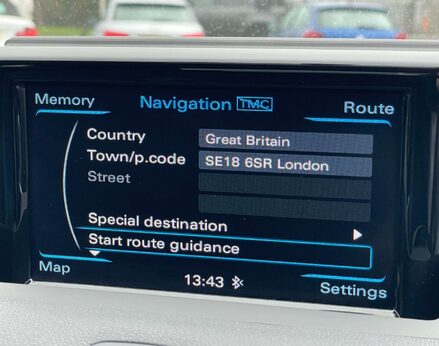 Memory
Navigation TMC
Route
Country Great Britain
Town/p.code SE18 6SR London
Street
Special destination
Start route guidance
Map
13:43
Settings